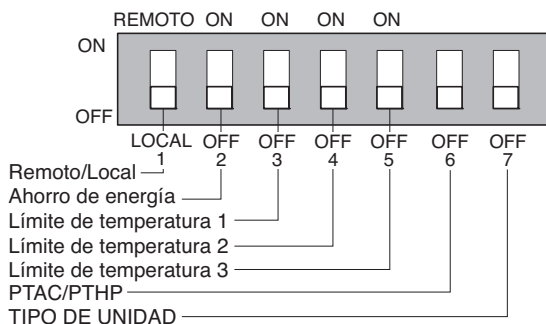 REMOTO ON ON ON ON
ON
OFF
LOCAL OFF OFF OFF OFF OFF OFF
1 2 3 4 5 6 7
Remoto/Local
Ahorro de energía
Límite de temperatura 1
Límite de temperatura 2
Límite de temperatura 3
PTAC/PTHP
TIPO DE UNIDAD